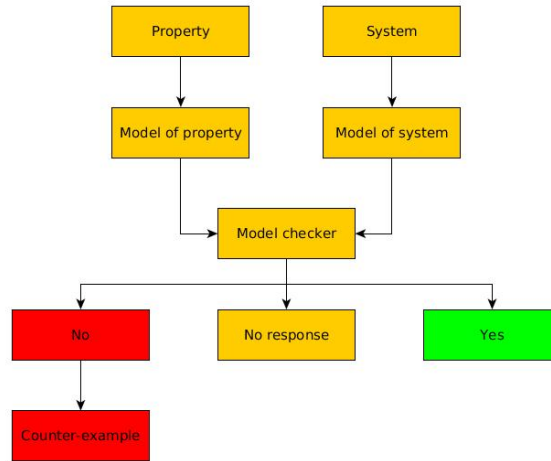 Property
System
Model of property
Model of system
Model checker
No
No response
Yes
Counter-example